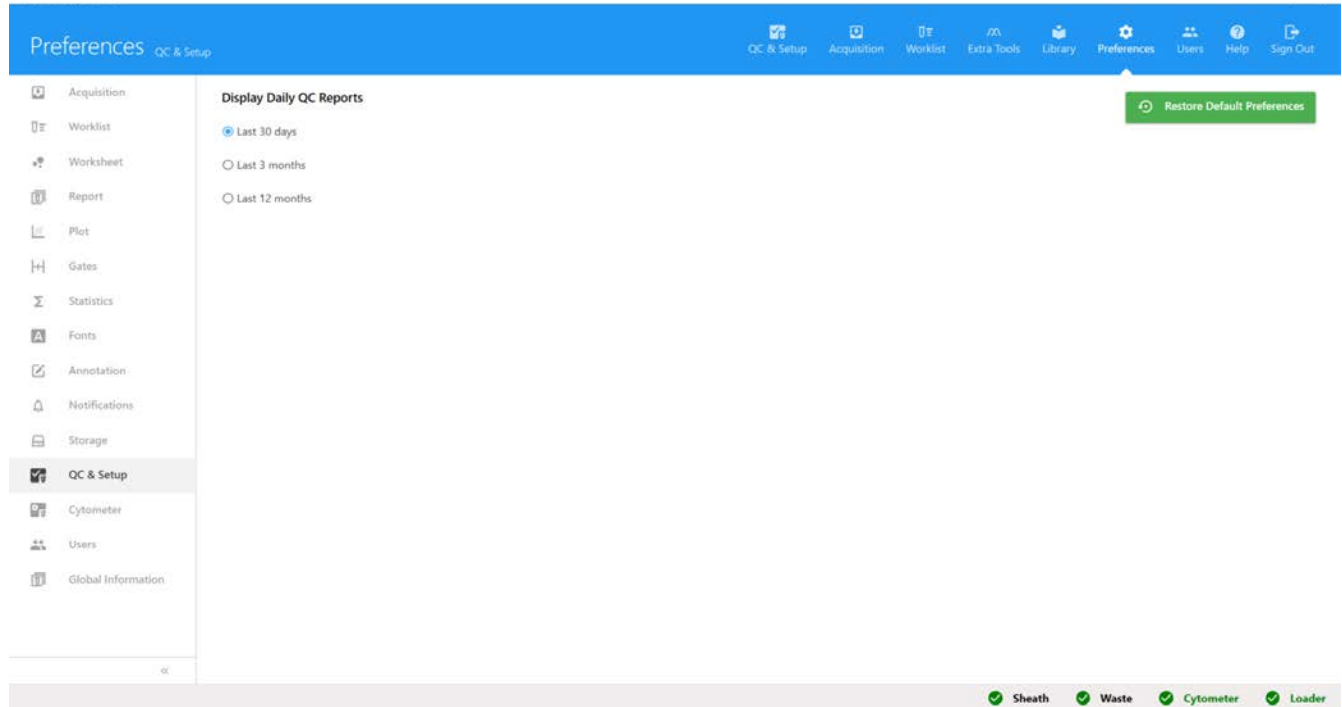 Preferences QC & Setup
QC & Setup
Acquisition
Worklist
Extra Tools
Library
Preferences
Users
Help
Sign Out
Acquisition
Worklist
Worksheet
Report
Plot
Gates
Statistics
Fonts
Annotation
Notifications
Storage
QC & Setup
Cytometer
Users
Global Information
Display Daily QC Reports
Last 30 days
Last 3 months
Last 12 months
Restore Default Preferences
Sheath
Waste
Cytometer
Loader